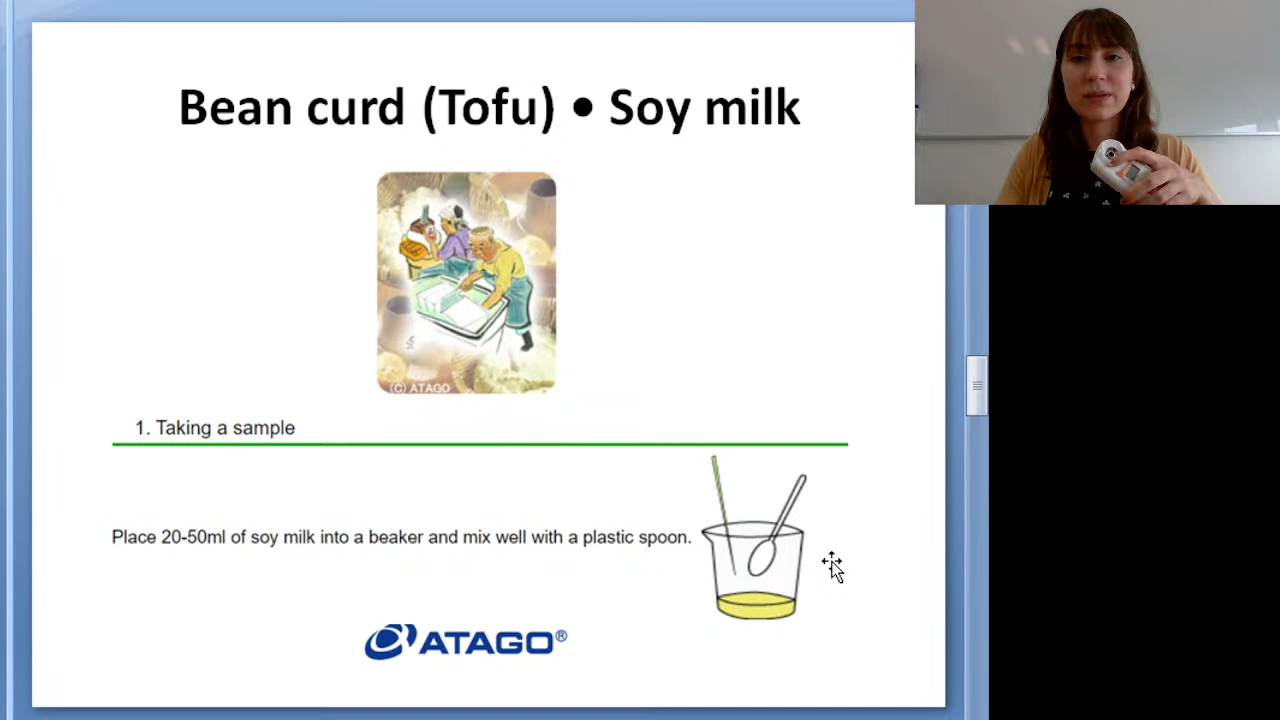 Bean curd (Tofu) • Soy milk
(C) ATAGO
1. Taking a sample
Place 20-50ml of soy milk into a beaker and mix well with a plastic spoon.
ATAGO®